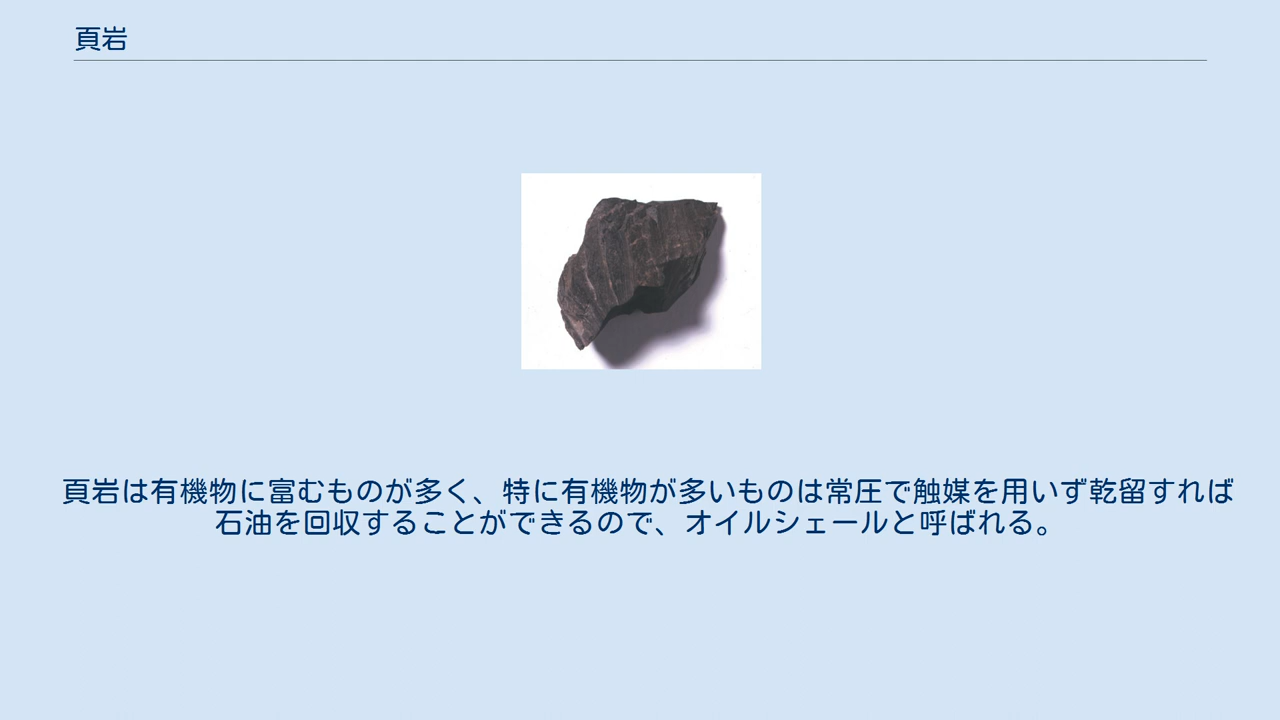 頁岩
頁岩は有機物に富むものが多く、特に有機物が多いものは常圧で触媒を用いず乾留すれば
石油を回収することができるので、オイルシェールと呼ばれる。